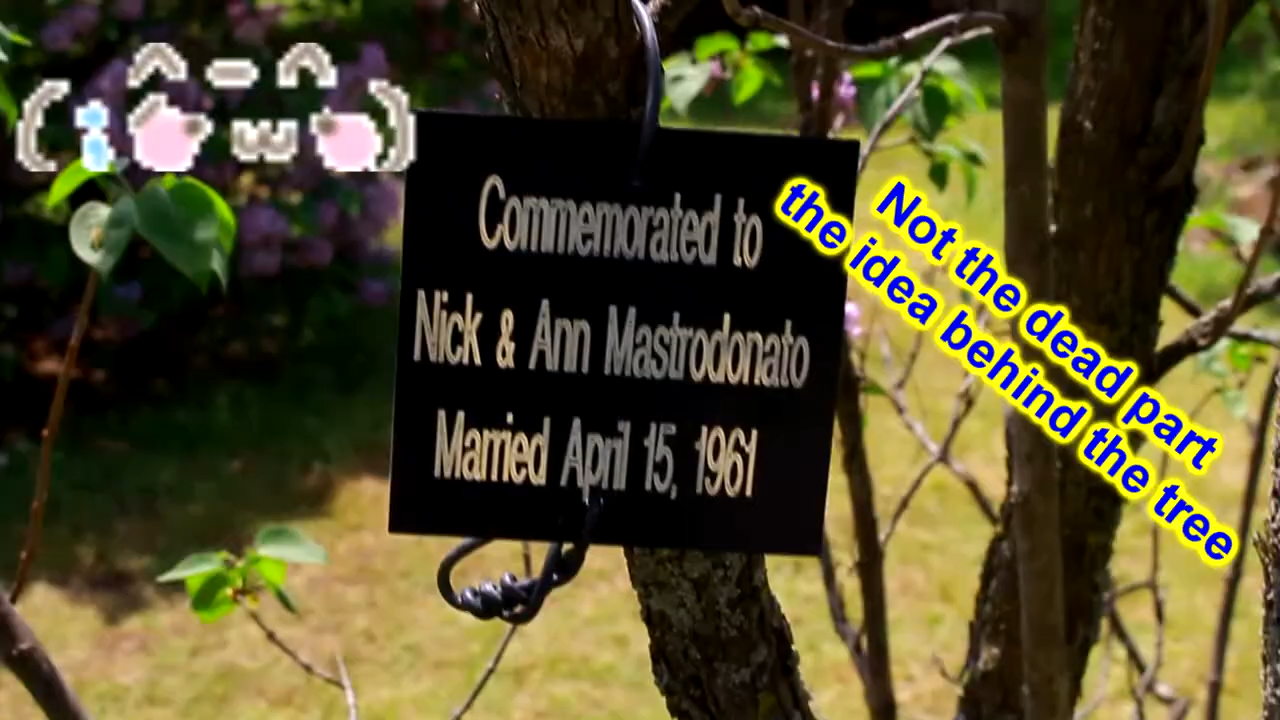 Commemorated to
Nick & Ann Mastrodonato
Married April 15, 1961
Not the dead part
the idea behind the tree